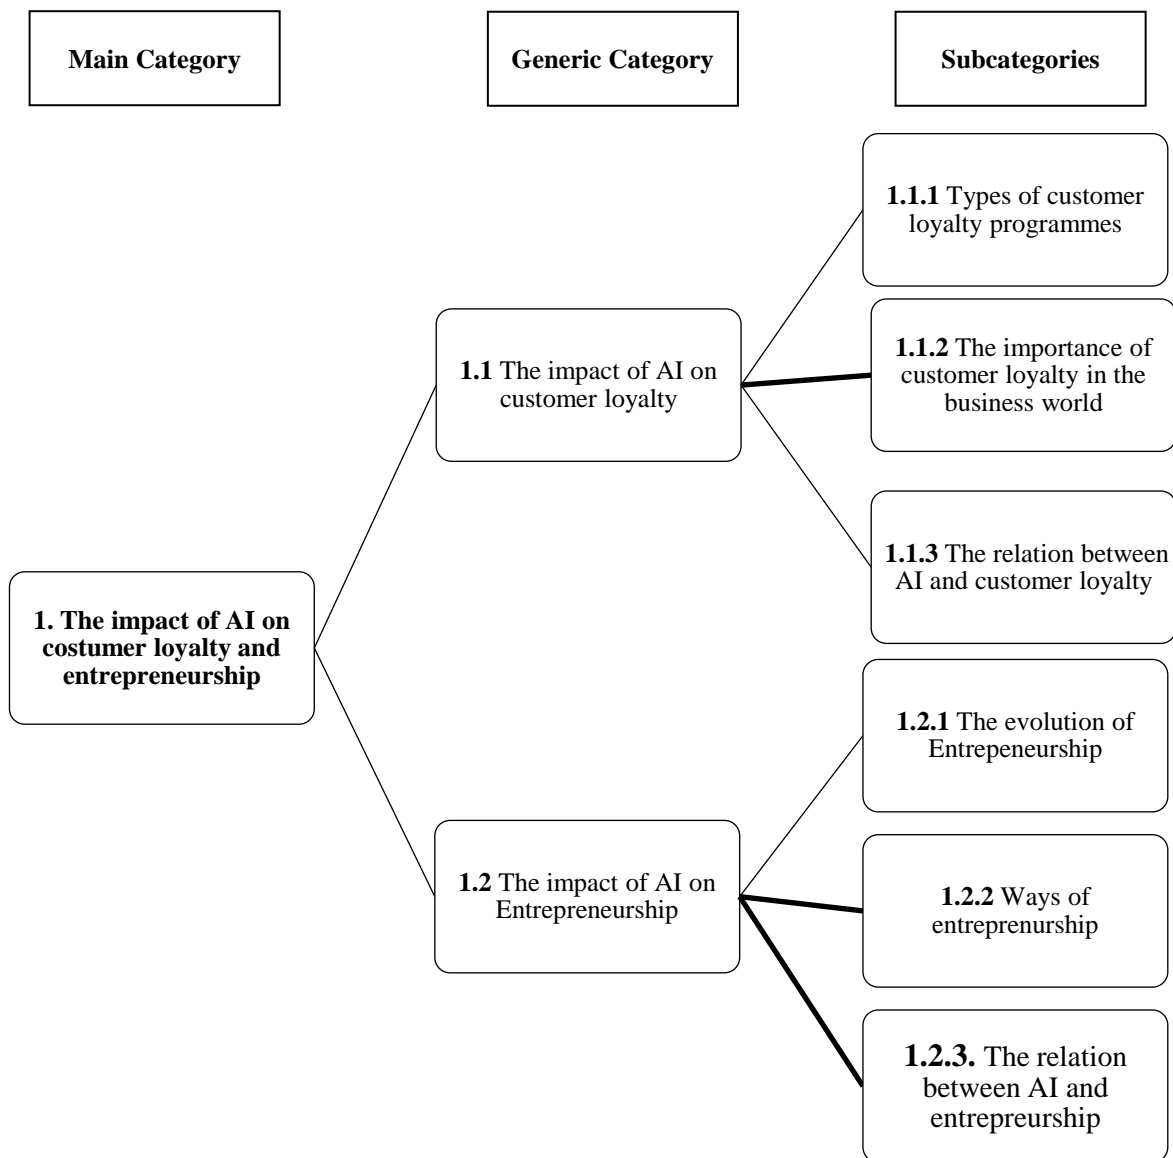 Main Category
Generic Category
Subcategories
1.1.1 Types of customer
loyalty programmes
1.1 The impact of AI on
customer loyalty
1.1.2 The importance of
customer loyalty in the
business world
1.1.3 The relation between
AI and customer loyalty
1. The impact of AI on
costumer loyalty and
entrepreneurship
1.2.1 The evolution of
Entrepeneurship
1.2 The impact of AI on
Entrepreneurship
1.2.2 Ways of
entreprenurship
1.2.3. The relation
between AI and
entrepreurship